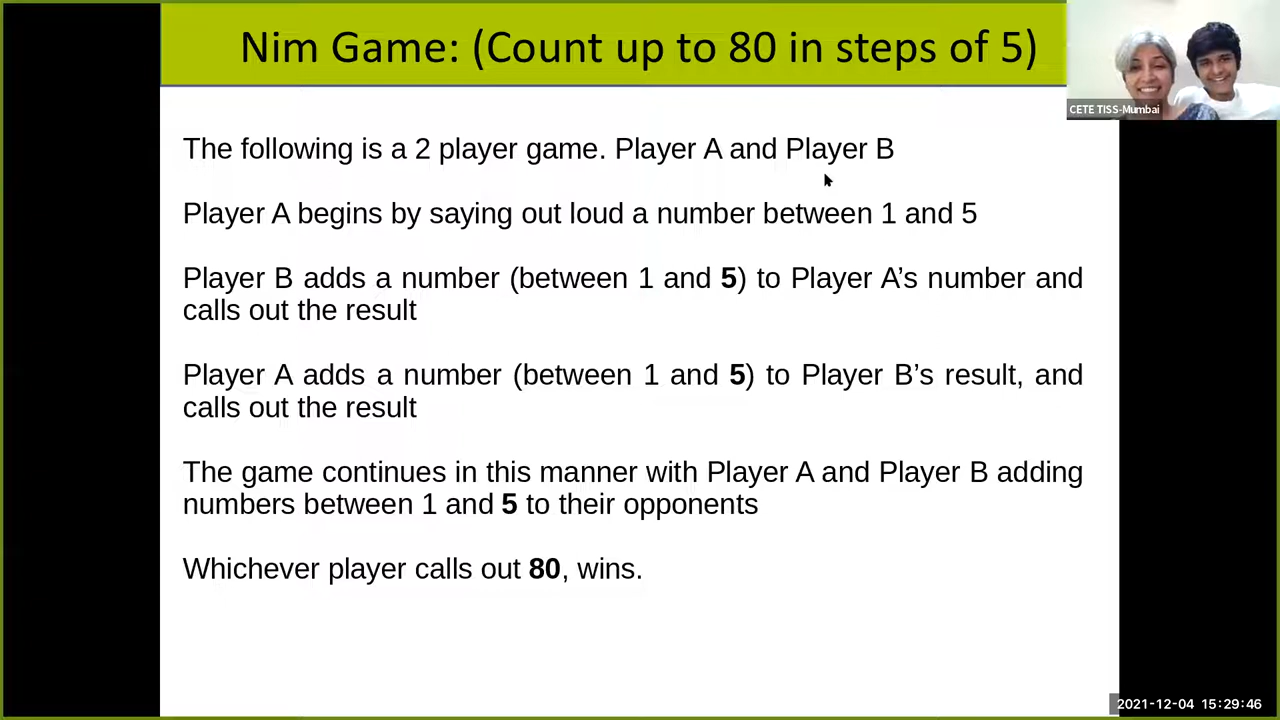 Nim Game: (Count up to 80 in steps of 5)
CETE TISS-Mumbai
The following is a 2 player game. Player A and Player B
Player A begins by saying out loud a number between 1 and 5
Player B adds a number (between 1 and 5) to Player A’s number and
calls out the result
Player A adds a number (between 1 and 5) to Player B’s result, and
calls out the result
The game continues in this manner with Player A and Player B adding
numbers between 1 and 5 to their opponents
Whichever player calls out 80, wins.
2021-12-04 15:29:46